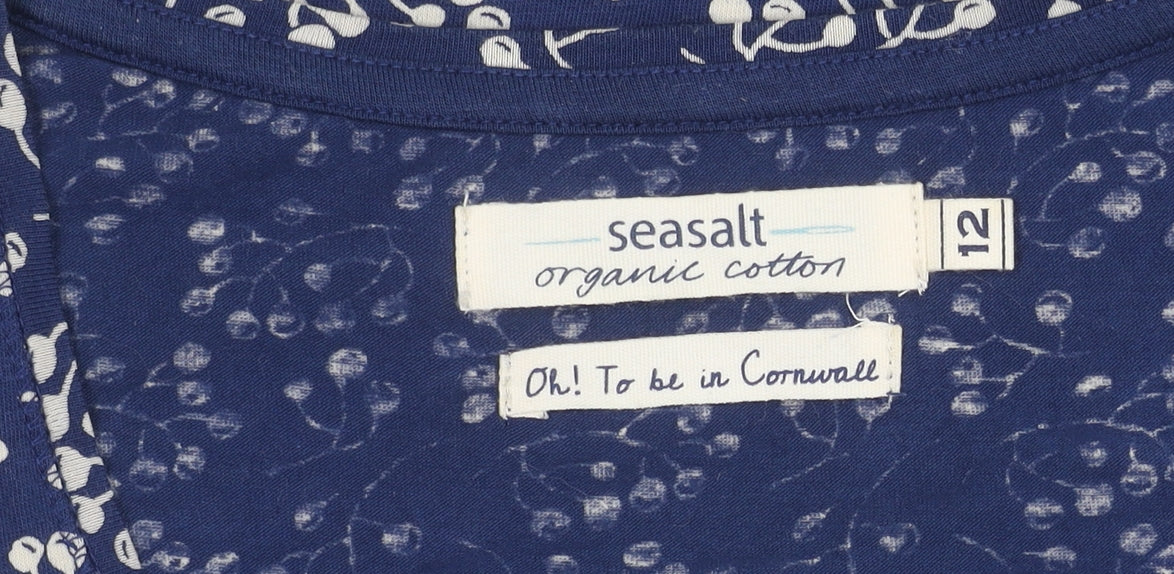 seasalt
organic cotton
12
Oh! To be in Cornwall